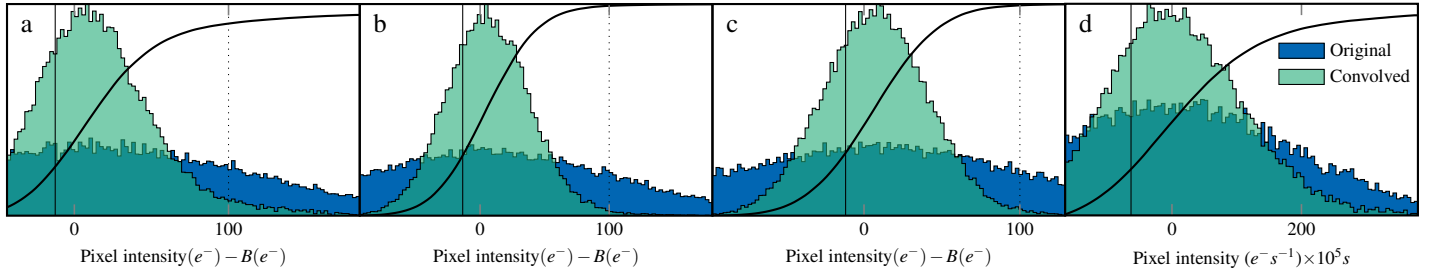 a
b
c
d
Original
Convolved
0
100
0
100
0
100
0
200
Pixel intensity(e⁻) − B(e⁻)
Pixel intensity(e⁻) − B(e⁻)
Pixel intensity(e⁻) − B(e⁻)
Pixel intensity (e⁻s⁻¹)×10⁵s